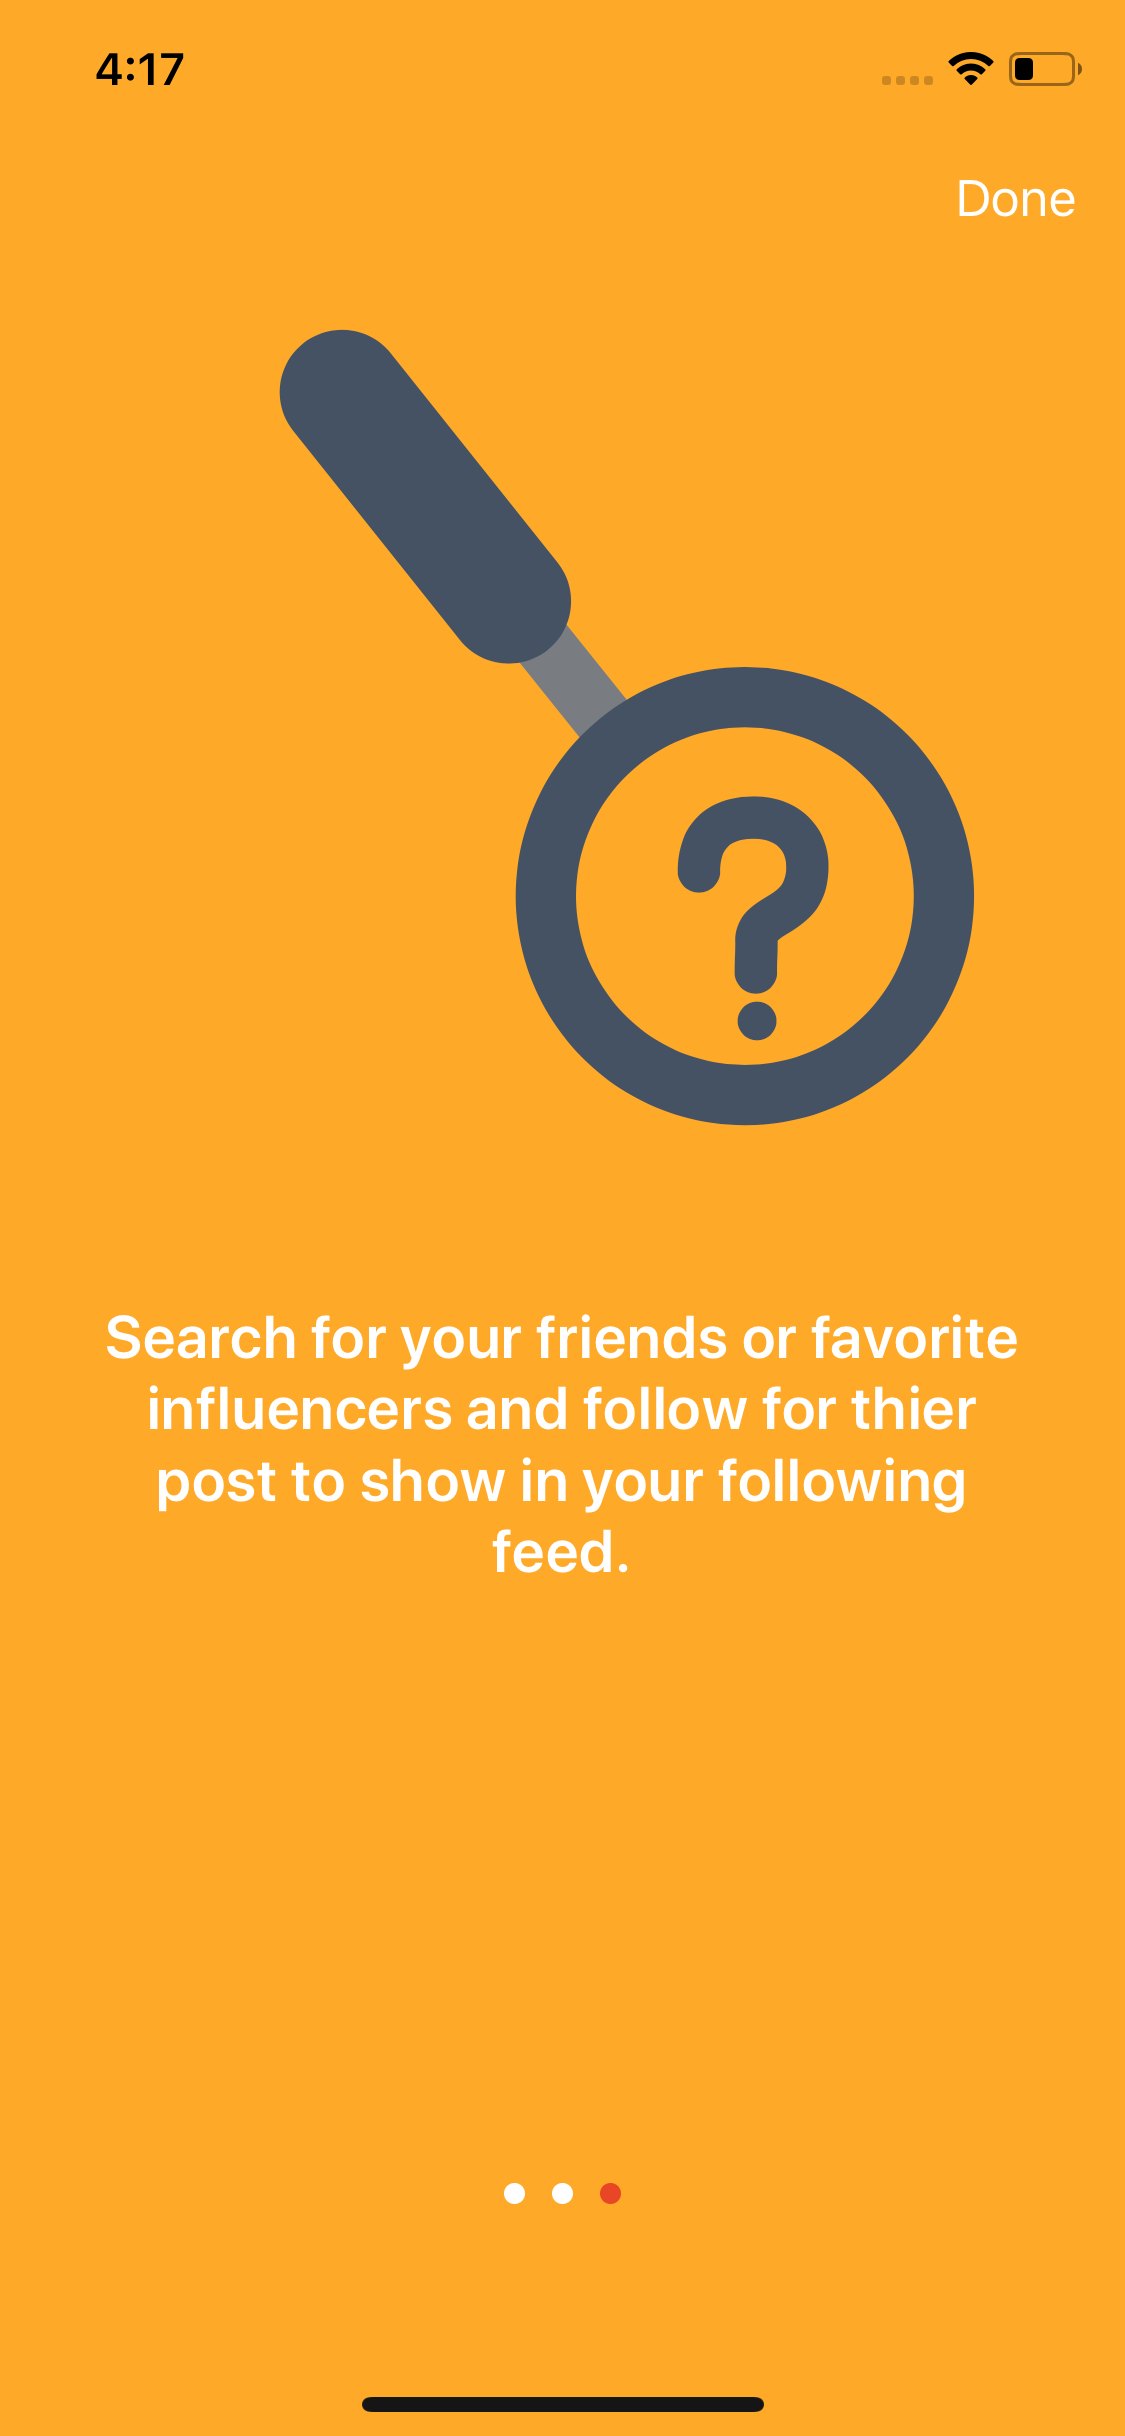 4:17
Done
?
Search for your friends or favorite
influencers and follow for thier
post to show in your following
feed.